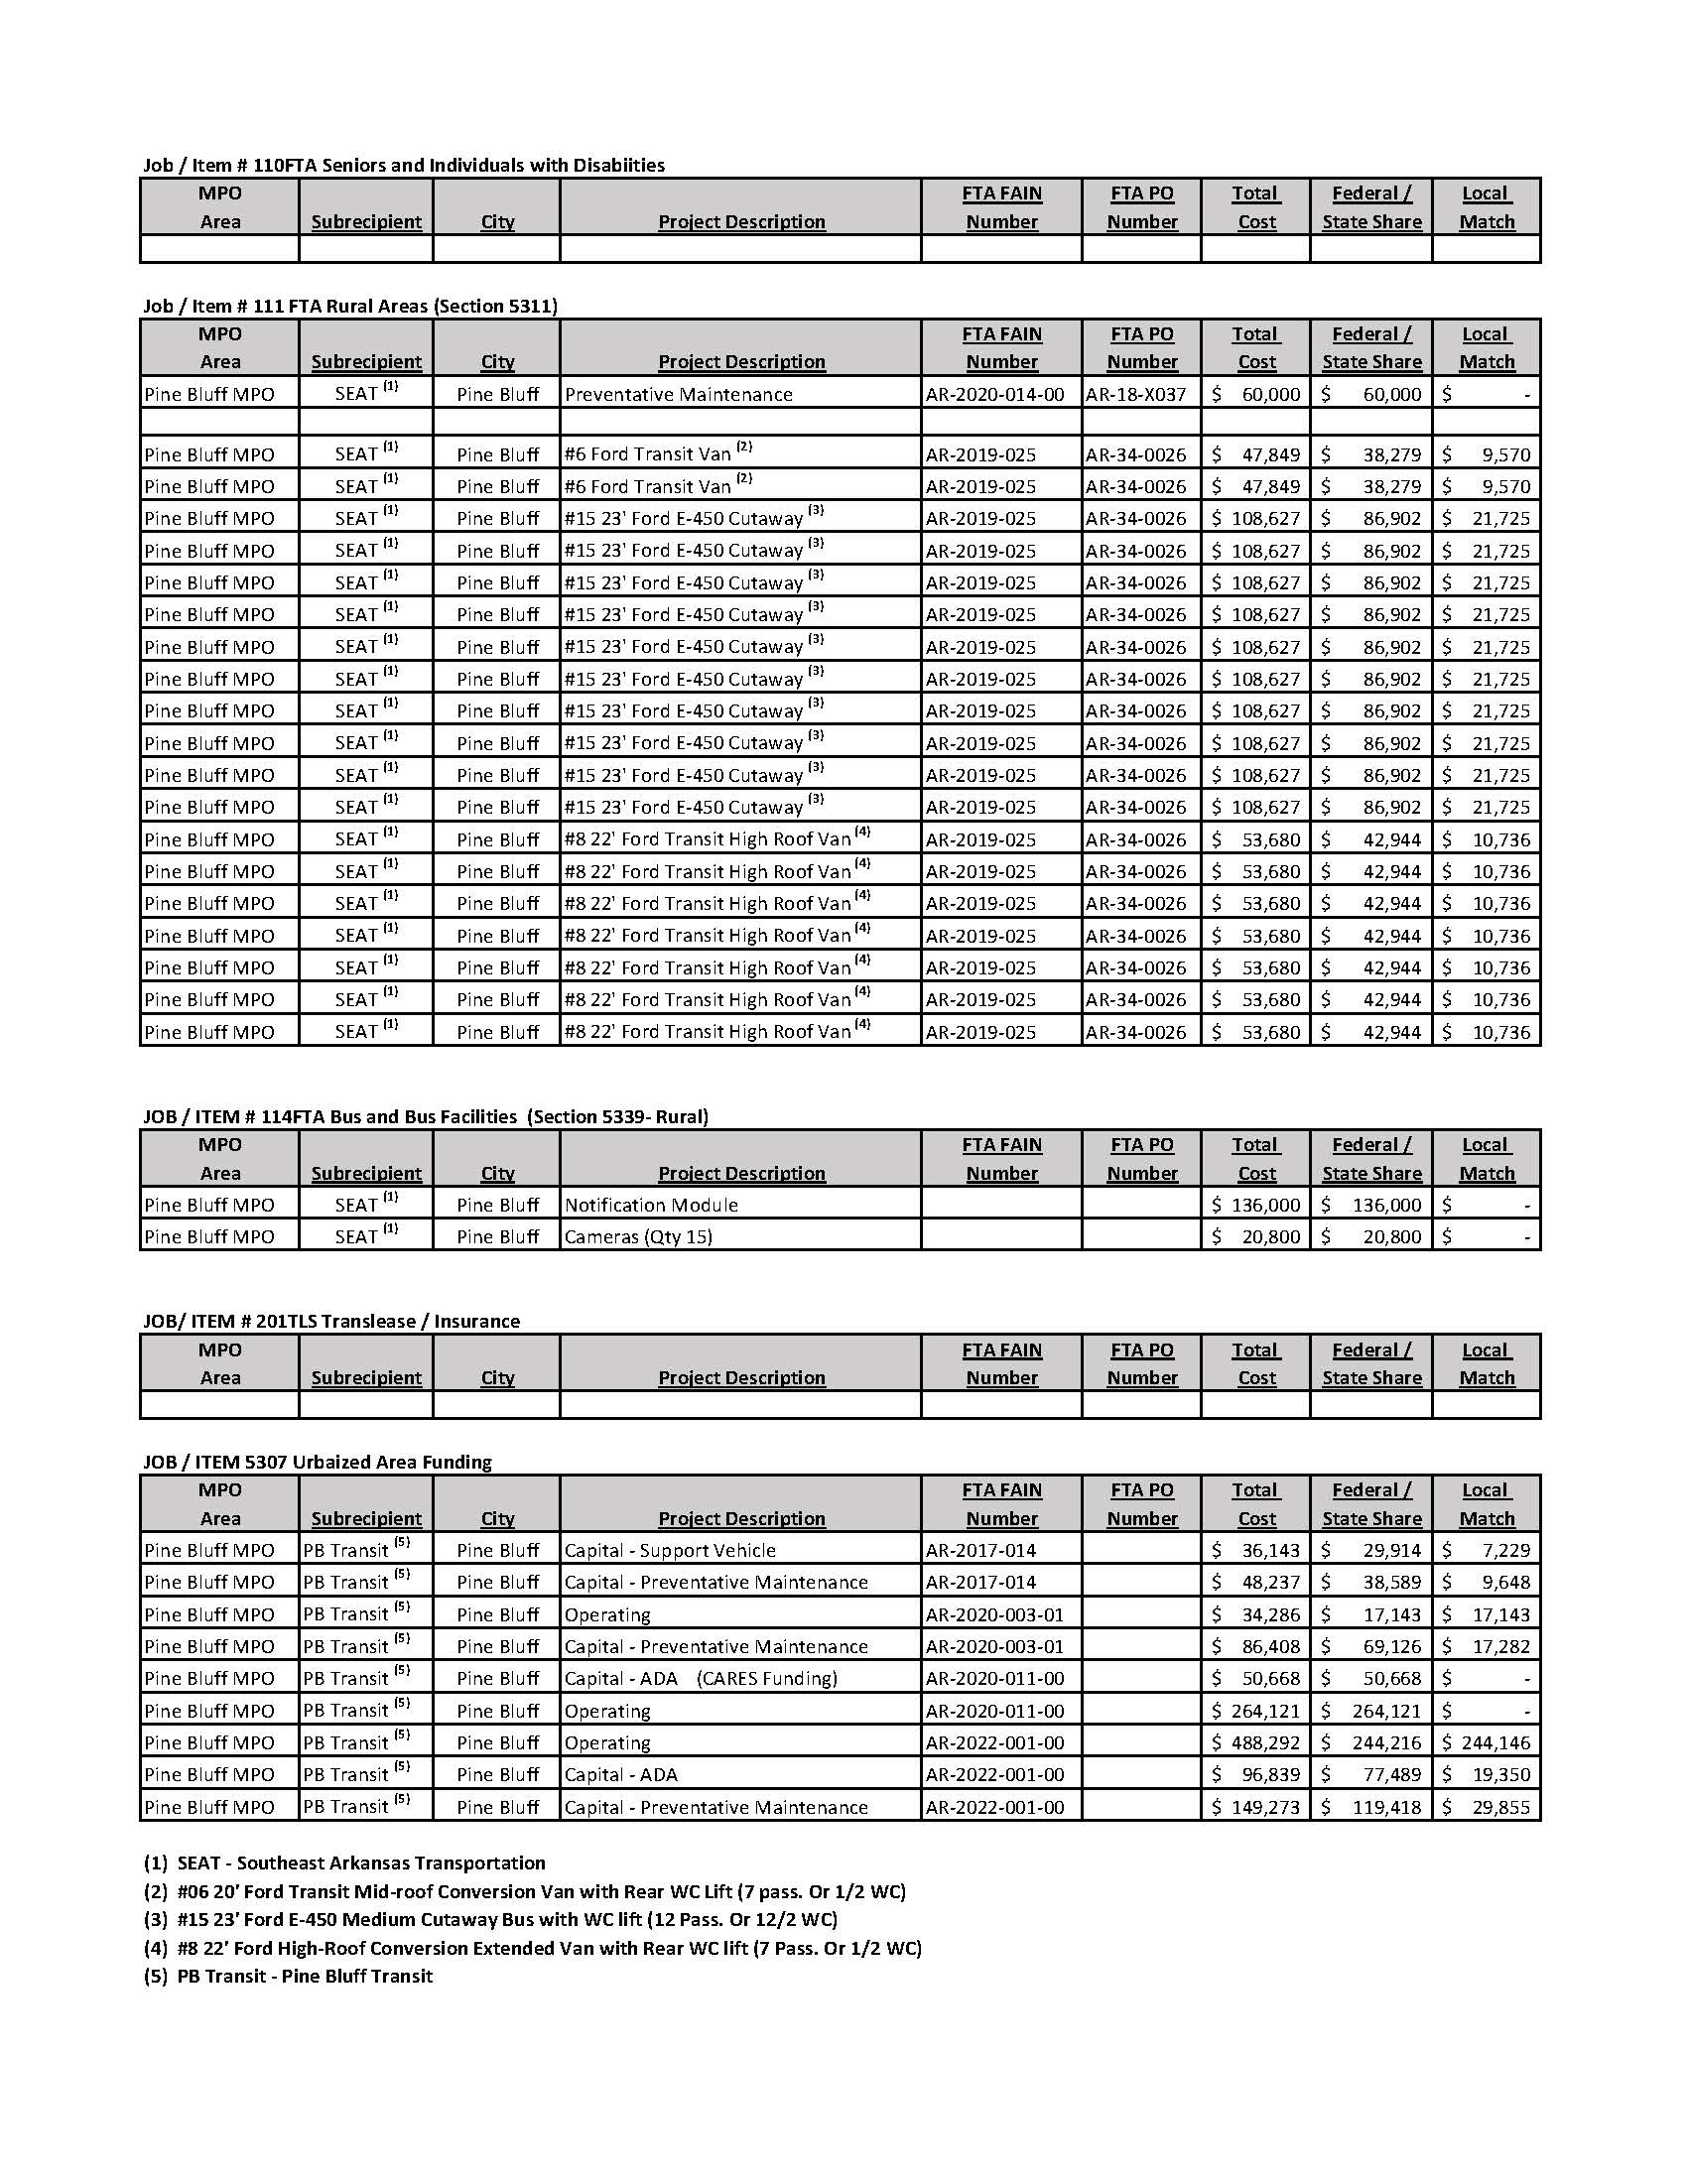 Job / Item # 110FTA Seniors and Individuals with Disabiities
MPO Area Subrecipient City Project Description FTA FAIN Number FTA PO Number Total Cost Federal / State Share Local Match
Job / Item # 111 FTA Rural Areas (Section 5311)
MPO Area Subrecipient City Project Description FTA FAIN Number FTA PO Number Total Cost Federal / State Share Local Match
Pine Bluff MPO SEAT (1) Pine Bluff Preventative Maintenance AR-2020-014-00 AR-18-X037 $ 60,000 $ 60,000 $ -
Pine Bluff MPO SEAT (1) Pine Bluff #6 Ford Transit Van (2) AR-2019-025 AR-34-0026 $ 47,849 $ 38,279 $ 9,570
Pine Bluff MPO SEAT (1) Pine Bluff #6 Ford Transit Van (2) AR-2019-025 AR-34-0026 $ 47,849 $ 38,279 $ 9,570
Pine Bluff MPO SEAT (1) Pine Bluff #15 23' Ford E-450 Cutaway (3) AR-2019-025 AR-34-0026 $ 108,627 $ 86,902 $ 21,725
Pine Bluff MPO SEAT (1) Pine Bluff #15 23' Ford E-450 Cutaway (3) AR-2019-025 AR-34-0026 $ 108,627 $ 86,902 $ 21,725
Pine Bluff MPO SEAT (1) Pine Bluff #15 23' Ford E-450 Cutaway (3) AR-2019-025 AR-34-0026 $ 108,627 $ 86,902 $ 21,725
Pine Bluff MPO SEAT (1) Pine Bluff #15 23' Ford E-450 Cutaway (3) AR-2019-025 AR-34-0026 $ 108,627 $ 86,902 $ 21,725
Pine Bluff MPO SEAT (1) Pine Bluff #15 23' Ford E-450 Cutaway (3) AR-2019-025 AR-34-0026 $ 108,627 $ 86,902 $ 21,725
Pine Bluff MPO SEAT (1) Pine Bluff #15 23' Ford E-450 Cutaway (3) AR-2019-025 AR-34-0026 $ 108,627 $ 86,902 $ 21,725
Pine Bluff MPO SEAT (1) Pine Bluff #15 23' Ford E-450 Cutaway (3) AR-2019-025 AR-34-0026 $ 108,627 $ 86,902 $ 21,725
Pine Bluff MPO SEAT (1) Pine Bluff #15 23' Ford E-450 Cutaway (3) AR-2019-025 AR-34-0026 $ 108,627 $ 86,902 $ 21,725
Pine Bluff MPO SEAT (1) Pine Bluff #15 23' Ford E-450 Cutaway (3) AR-2019-025 AR-34-0026 $ 108,627 $ 86,902 $ 21,725
Pine Bluff MPO SEAT (1) Pine Bluff #15 23' Ford E-450 Cutaway (3) AR-2019-025 AR-34-0026 $ 108,627 $ 86,902 $ 21,725
Pine Bluff MPO SEAT (1) Pine Bluff #8 22' Ford Transit High Roof Van (4) AR-2019-025 AR-34-0026 $ 53,680 $ 42,944 $ 10,736
Pine Bluff MPO SEAT (1) Pine Bluff #8 22' Ford Transit High Roof Van (4) AR-2019-025 AR-34-0026 $ 53,680 $ 42,944 $ 10,736
Pine Bluff MPO SEAT (1) Pine Bluff #8 22' Ford Transit High Roof Van (4) AR-2019-025 AR-34-0026 $ 53,680 $ 42,944 $ 10,736
Pine Bluff MPO SEAT (1) Pine Bluff #8 22' Ford Transit High Roof Van (4) AR-2019-025 AR-34-0026 $ 53,680 $ 42,944 $ 10,736
Pine Bluff MPO SEAT (1) Pine Bluff #8 22' Ford Transit High Roof Van (4) AR-2019-025 AR-34-0026 $ 53,680 $ 42,944 $ 10,736
Pine Bluff MPO SEAT (1) Pine Bluff #8 22' Ford Transit High Roof Van (4) AR-2019-025 AR-34-0026 $ 53,680 $ 42,944 $ 10,736
Pine Bluff MPO SEAT (1) Pine Bluff #8 22' Ford Transit High Roof Van (4) AR-2019-025 AR-34-0026 $ 53,680 $ 42,944 $ 10,736
JOB / ITEM # 114FTA Bus and Bus Facilities (Section 5339- Rural)
MPO Area Subrecipient City Project Description FTA FAIN Number FTA PO Number Total Cost Federal / State Share Local Match
Pine Bluff MPO SEAT (1) Pine Bluff Notification Module $ 136,000 $ 136,000 $ -
Pine Bluff MPO SEAT (1) Pine Bluff Cameras (Qty 15) $ 20,800 $ 20,800 $ -
JOB/ ITEM # 201TLS Translease / Insurance
MPO Area Subrecipient City Project Description FTA FAIN Number FTA PO Number Total Cost Federal / State Share Local Match
JOB / ITEM 5307 Urbaized Area Funding
MPO Area Subrecipient City Project Description FTA FAIN Number FTA PO Number Total Cost Federal / State Share Local Match
Pine Bluff MPO PB Transit (5) Pine Bluff Capital - Support Vehicle AR-2017-014 $ 36,143 $ 29,914 $ 7,229
Pine Bluff MPO PB Transit (5) Pine Bluff Capital - Preventative Maintenance AR-2017-014 $ 48,237 $ 38,589 $ 9,648
Pine Bluff MPO PB Transit (5) Pine Bluff Operating AR-2020-003-01 $ 34,286 $ 17,143 $ 17,143
Pine Bluff MPO PB Transit (5) Pine Bluff Capital - Preventative Maintenance AR-2020-003-01 $ 86,408 $ 69,126 $ 17,282
Pine Bluff MPO PB Transit (5) Pine Bluff Capital - ADA (CARES Funding) AR-2020-011-00 $ 50,668 $ 50,668 $ -
Pine Bluff MPO PB Transit (5) Pine Bluff Operating AR-2020-011-00 $ 264,121 $ 264,121 $ -
Pine Bluff MPO PB Transit (5) Pine Bluff Operating AR-2022-001-00 $ 488,292 $ 244,216 $ 244,146
Pine Bluff MPO PB Transit (5) Pine Bluff Capital - ADA AR-2022-001-00 $ 96,839 $ 77,489 $ 19,350
Pine Bluff MPO PB Transit (5) Pine Bluff Capital - Preventative Maintenance AR-2022-001-00 $ 149,273 $ 119,418 $ 29,855
(1) SEAT - Southeast Arkansas Transportation
(2) #06 20' Ford Transit Mid-roof Conversion Van with Rear WC Lift (7 pass. Or 1/2 WC)
(3) #15 23' Ford E-450 Medium Cutaway Bus with WC lift (12 Pass. Or 12/2 WC)
(4) #8 22' Ford High-Roof Conversion Extended Van with Rear WC lift (7 Pass. Or 1/2 WC)
(5) PB Transit - Pine Bluff Transit